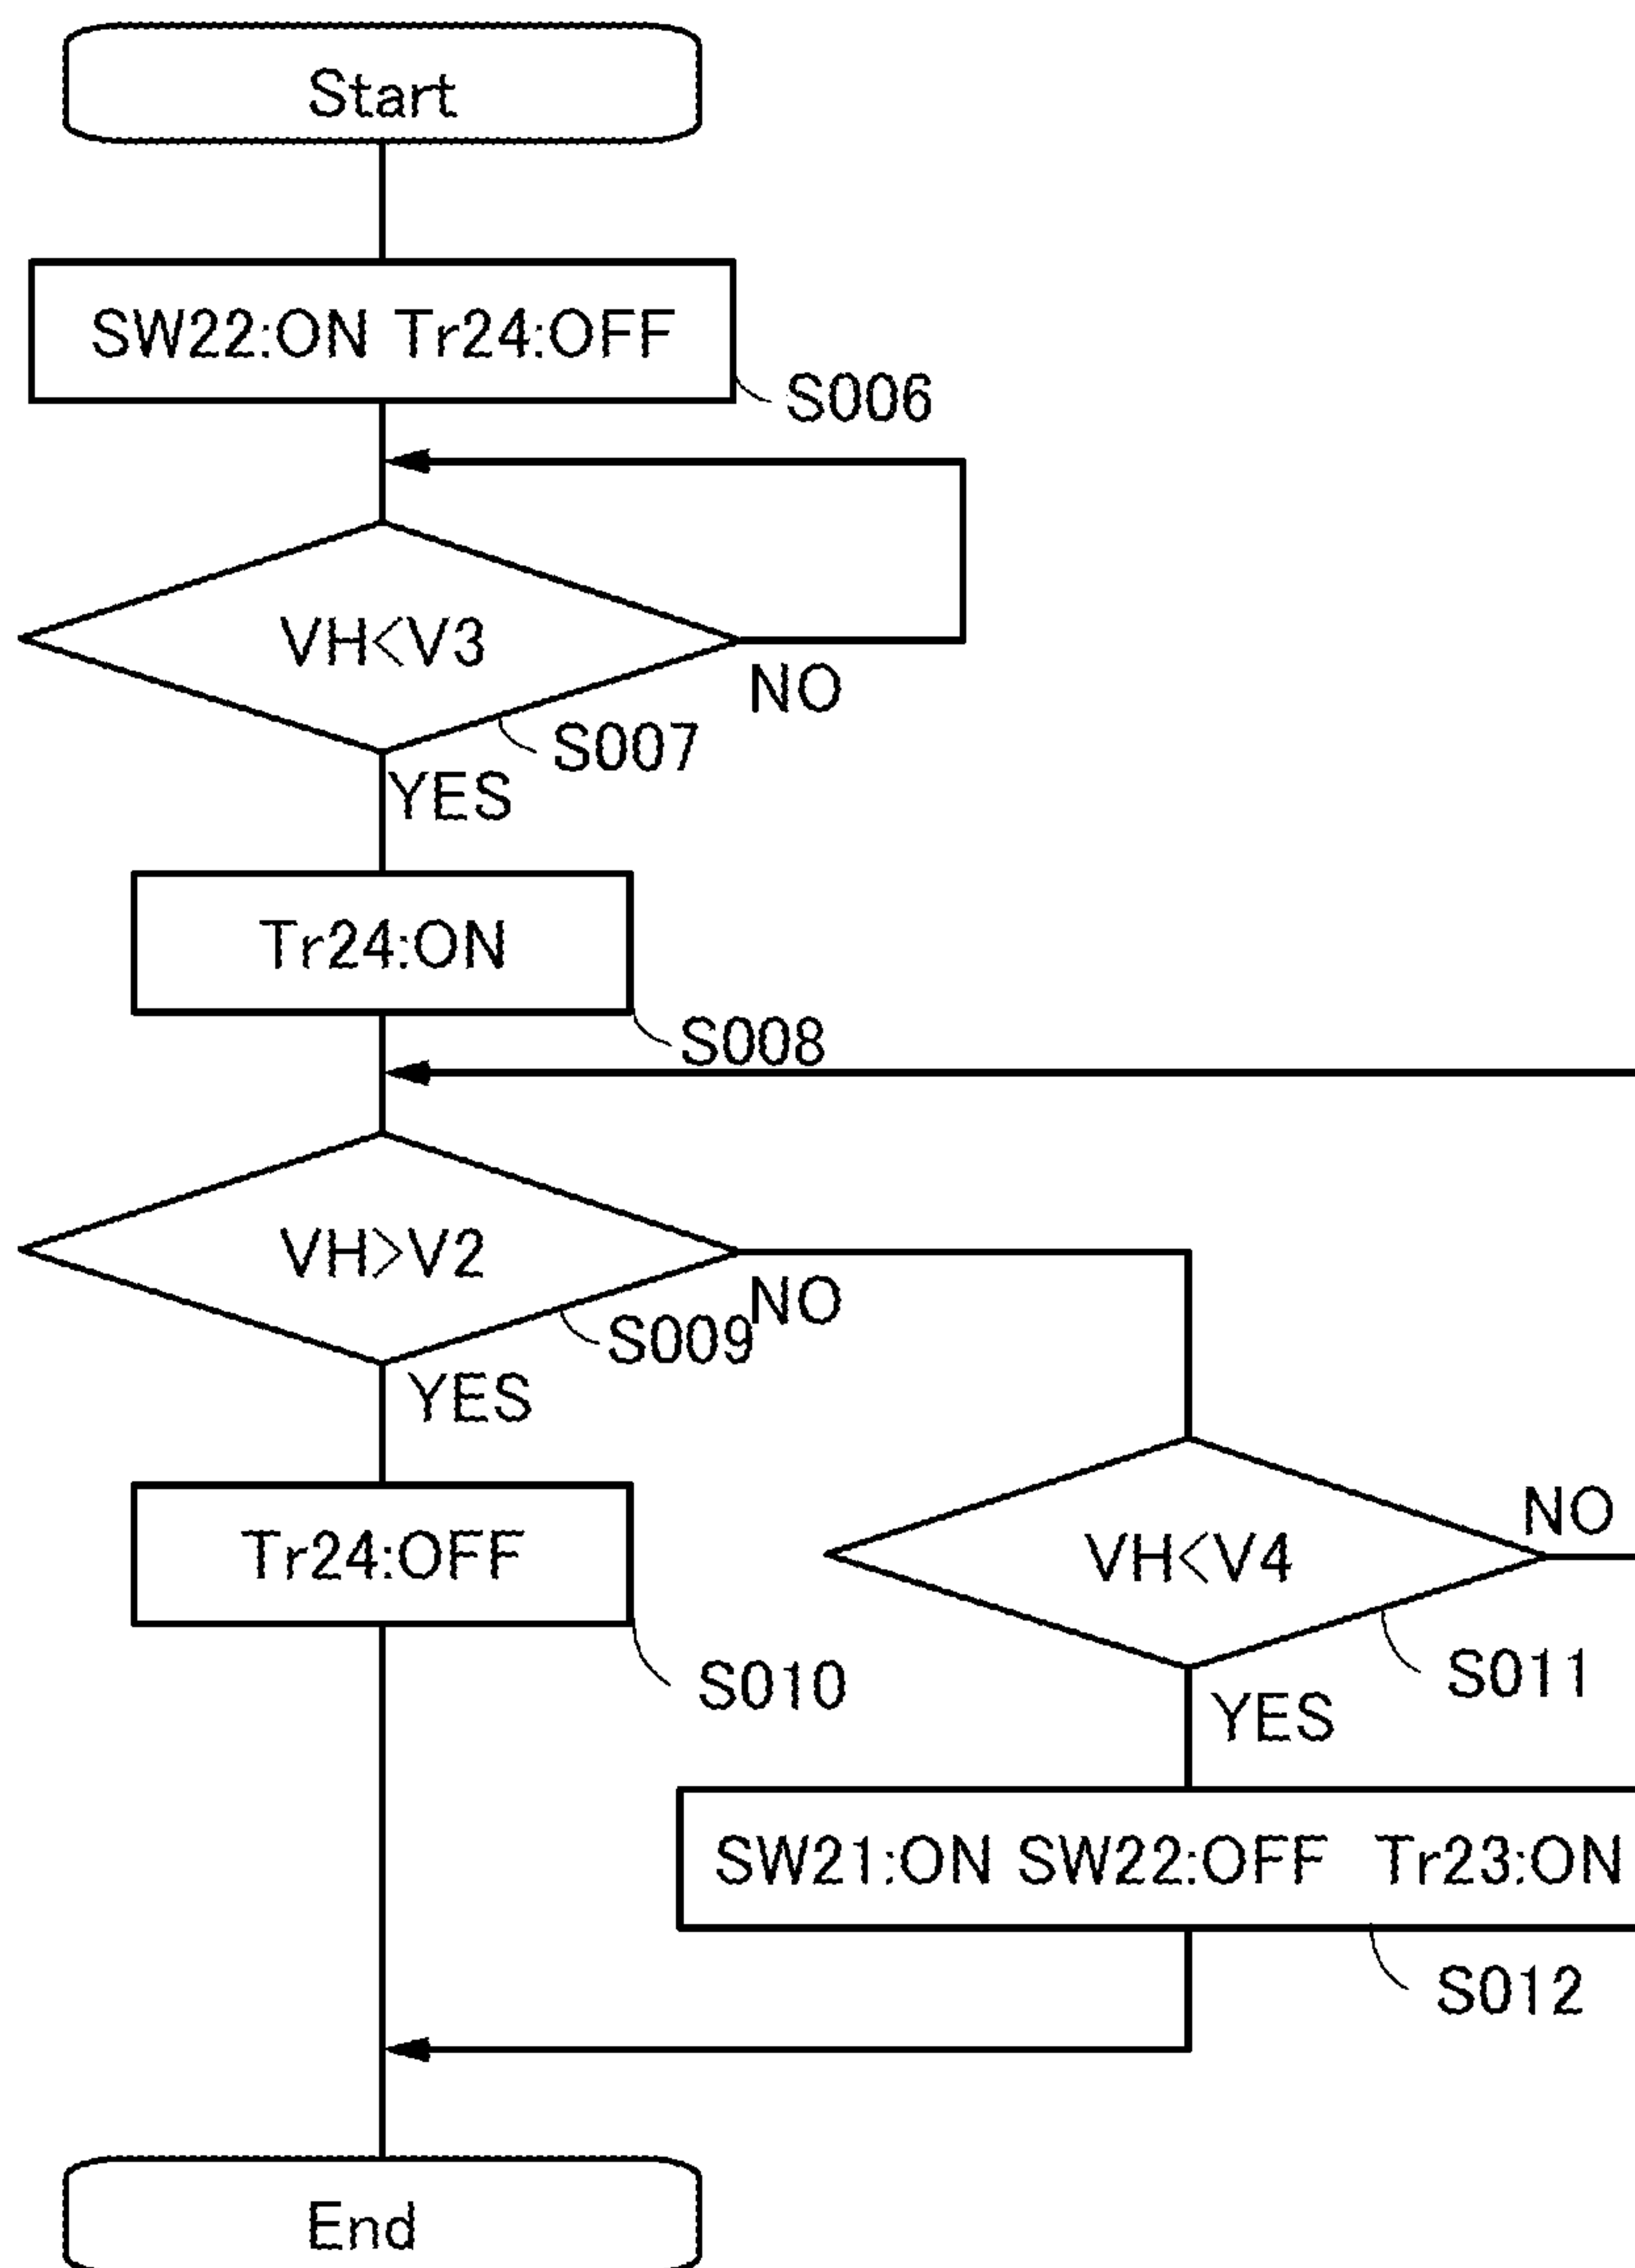 Start
SW22:ON Tr24:OFF
S006
VH<V3
NO
S007
YES
Tr24:ON
S008
VH>V2
NO
S009
YES
Tr24:OFF
S010
VH<V4
NO
S011
YES
SW21:ON SW22:OFF Tr23:ON
S012
End